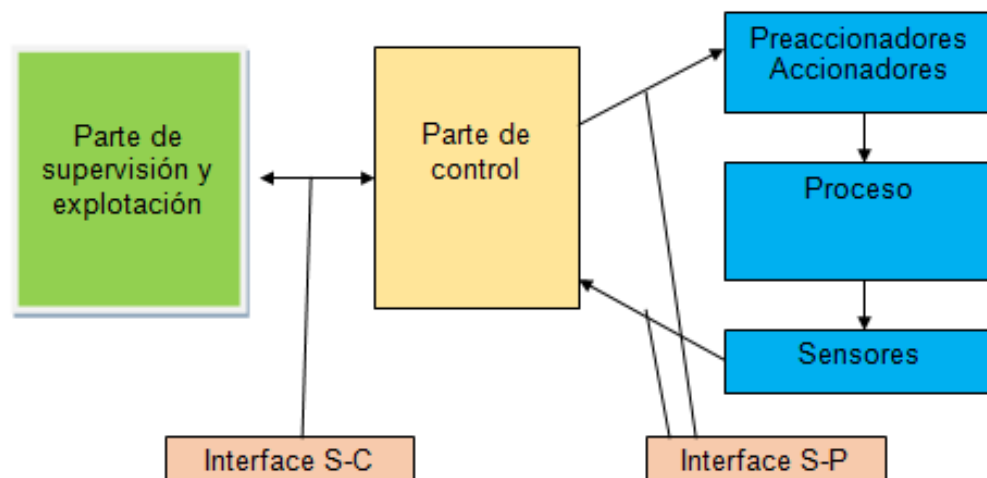 Parte de
supervisión y
explotación
Parte de
control
Preaccionadores
Accionadores
Proceso
Sensores
Interface S-C
Interface S-P